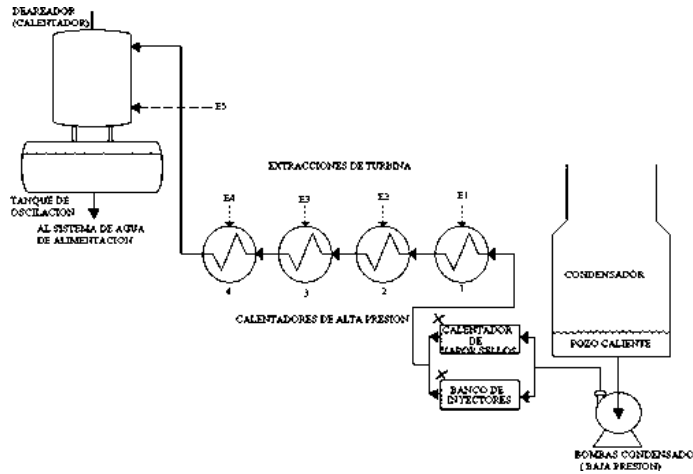 DEAREADOR
(CALENTADOR)
E5
TANQUE DE
OSCILACION
AL SISTEMA DE AGUA
DE ALIMENTACION
EXTRACCIONES DE TURBINA
E4
E3
E2
E1
4
3
2
1
CALENTADORES DE ALTA PRESION
X
CALENTADOR
DE
VAPOR SELLOS
X
BANCO DE
INYECTORES
CONDENSADOR
POZO CALIENTE
BOMBAS CONDENSADO
(BAJA PRESION)